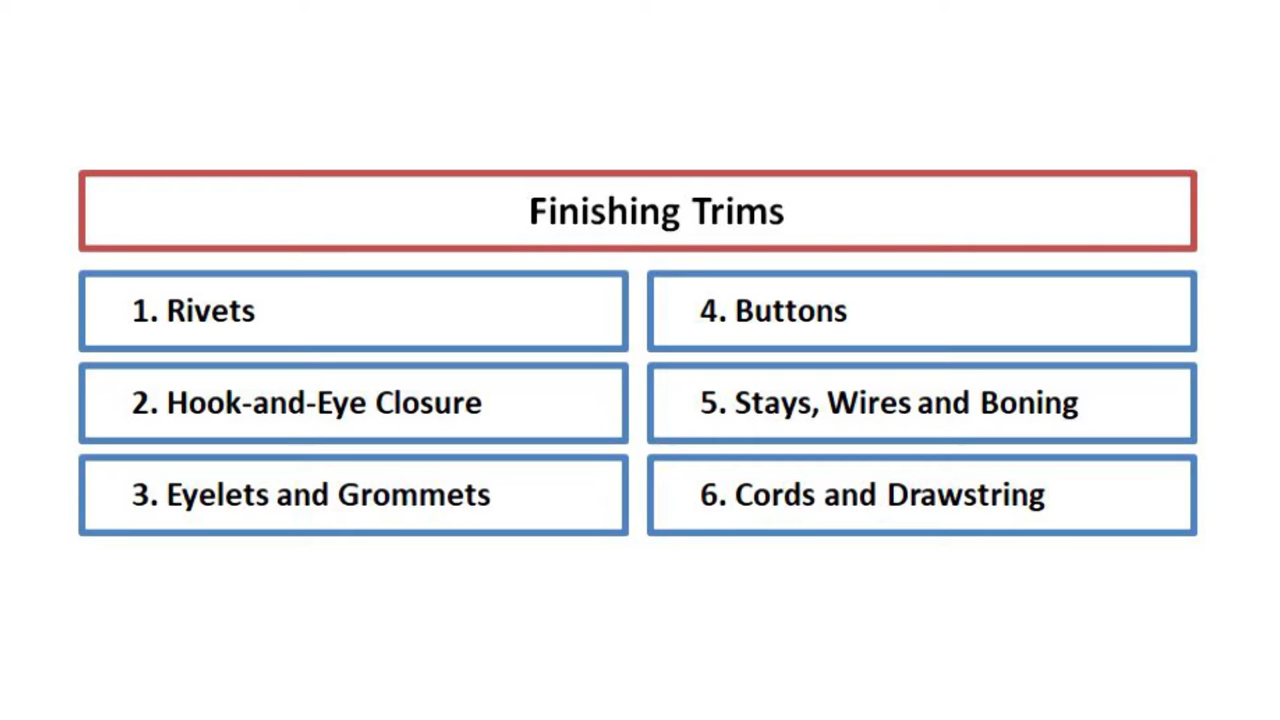 Finishing Trims
1. Rivets
2. Hook-and-Eye Closure
3. Eyelets and Grommets
4. Buttons
5. Stays, Wires and Boning
6. Cords and Drawstring